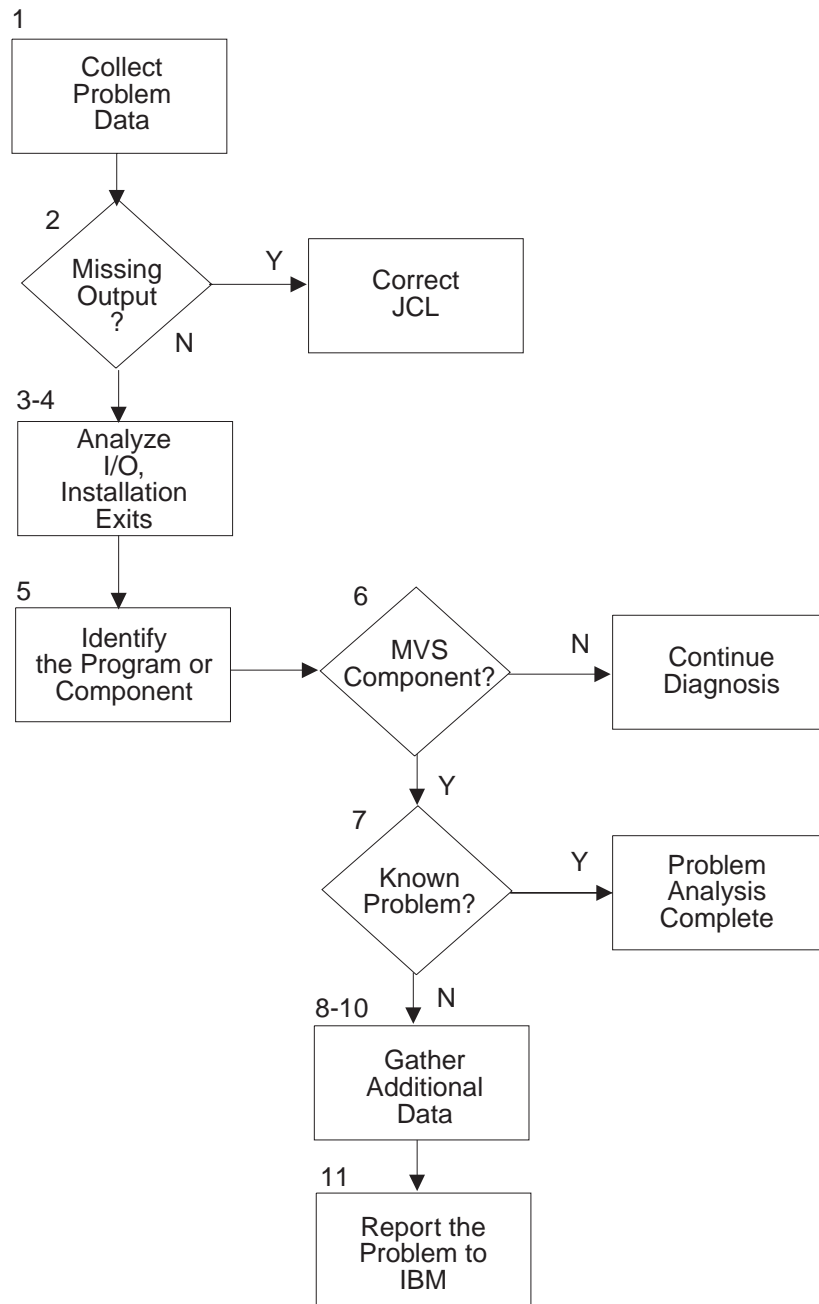 1
Collect
Problem
Data
2
Missing
Output
?
Y
Correct
JCL
N
3-4
Analyze
I/O,
Installation
Exits
5
Identify
the Program or
Component
6
MVS
Component?
N
Continue
Diagnosis
Y
7
Known
Problem?
Y
Problem
Analysis
Complete
N
8-10
Gather
Additional
Data
11
Report the
Problem to
IBM